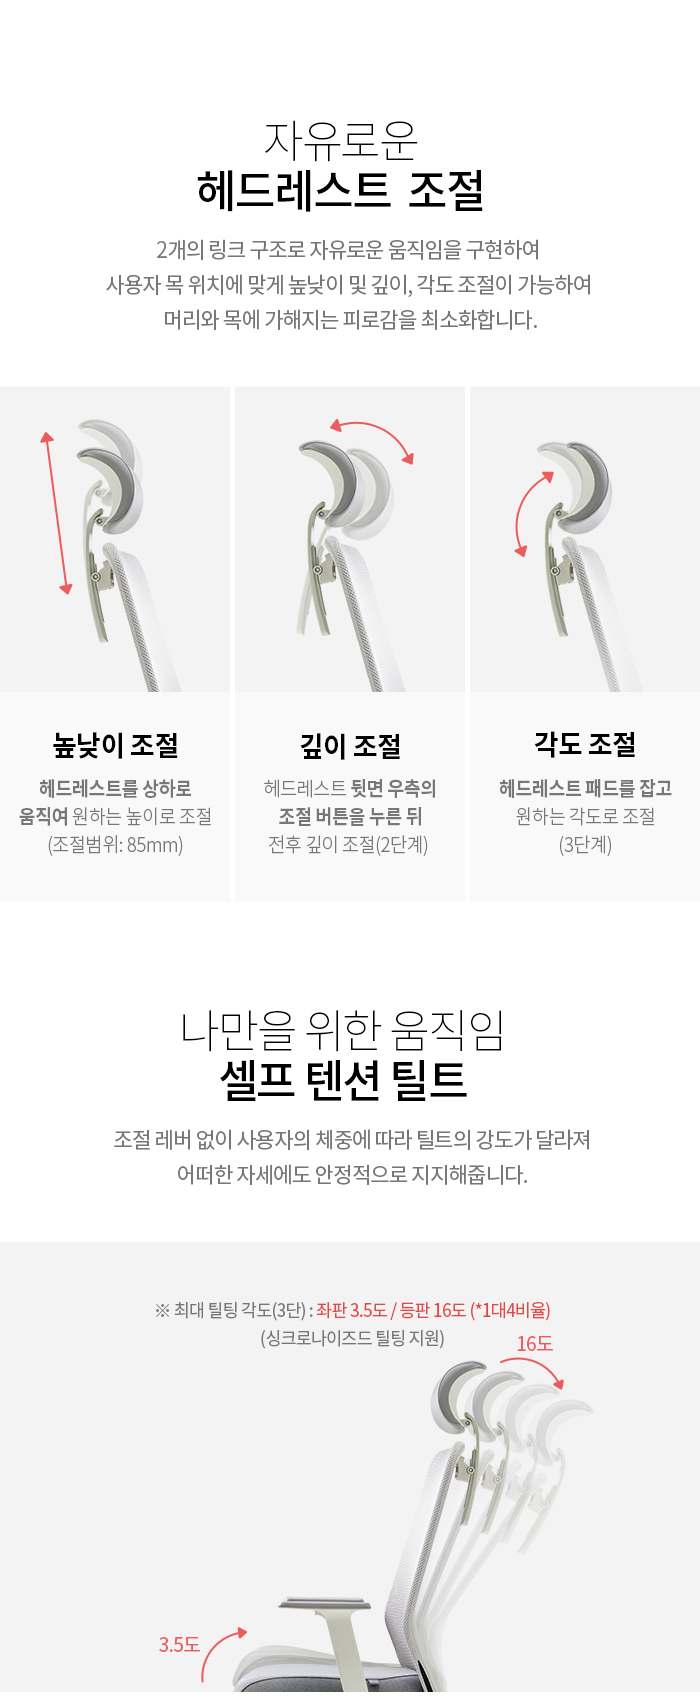 자유로운
헤드레스트 조절
2개의 링크 구조로 자유로운 움직임을 구현하여
사용자 목 위치에 맞게 높낮이 및 깊이, 각도 조절이 가능하여
머리와 목에 가해지는 피로감을 최소화합니다.
높낮이 조절
헤드레스트를 상하로
움직여 원하는 높이로 조절
(조절범위: 85mm)
깊이 조절
헤드레스트 뒷면 우측의
조절 버튼을 누른 뒤
전후 깊이 조절(2단계)
각도 조절
헤드레스트 패드를 잡고
원하는 각도로 조절
(3단계)
나만을 위한 움직임
셀프 텐션 틸트
조절 레버 없이 사용자의 체중에 따라 틸트의 강도가 달라져
어떠한 자세에도 안정적으로 지지해줍니다.
※ 최대 틸팅 각도(3단) : 좌판 3.5도 / 등판 16도 (*1대4비율)
(싱크로나이즈드 틸팅 지원)
16도
3.5도